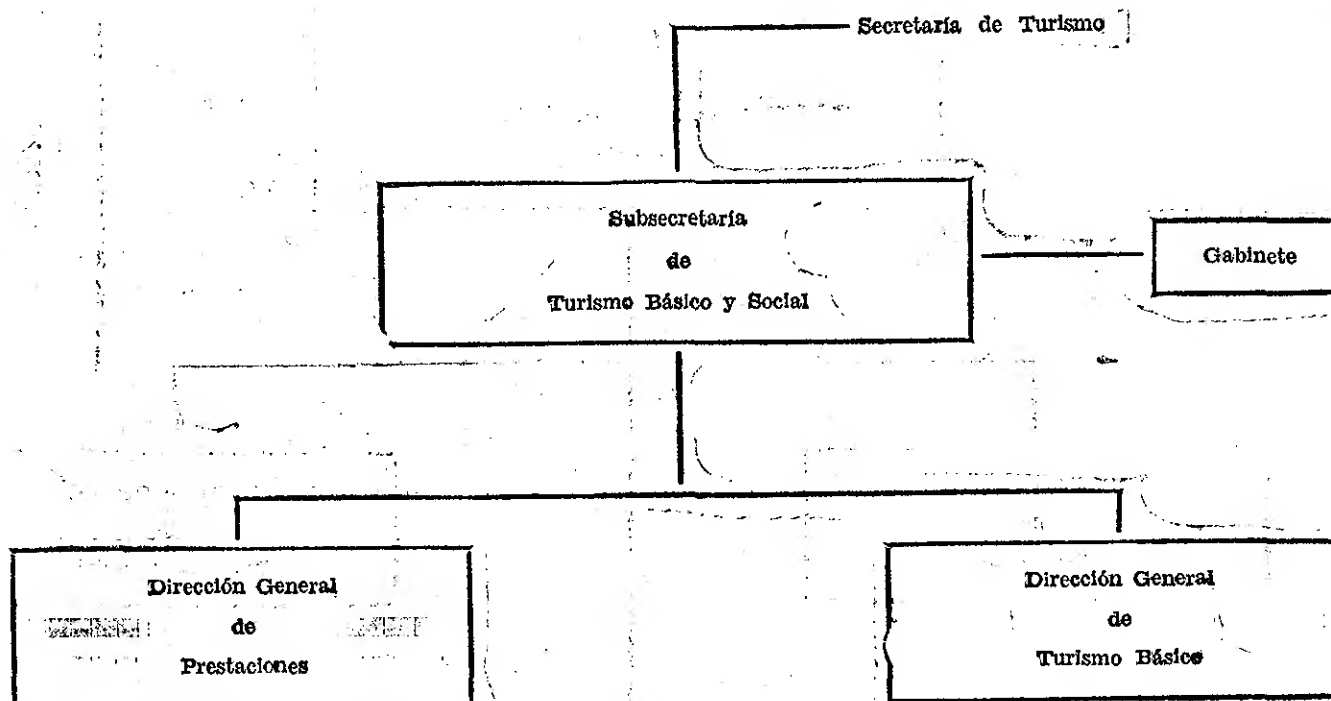 Secretaría de Turismo
Subsecretaría
de
Turismo Básico y Social
Gabinete
Dirección General
de
Prestaciones
Dirección General
de
Turismo Básico